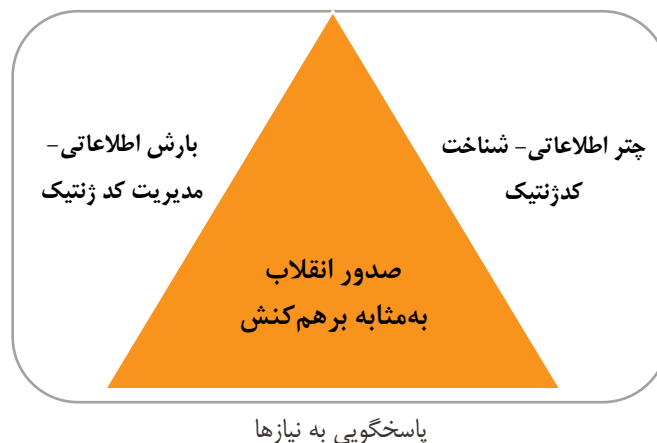 چتر اطلاعاتی- شناخت
کدژنتیک
بارش اطلاعاتی-
مدیریت کد ژنتیک
صدور انقلاب
به‌مثابه برهم‌کنش
پاسخگویی به نیازها